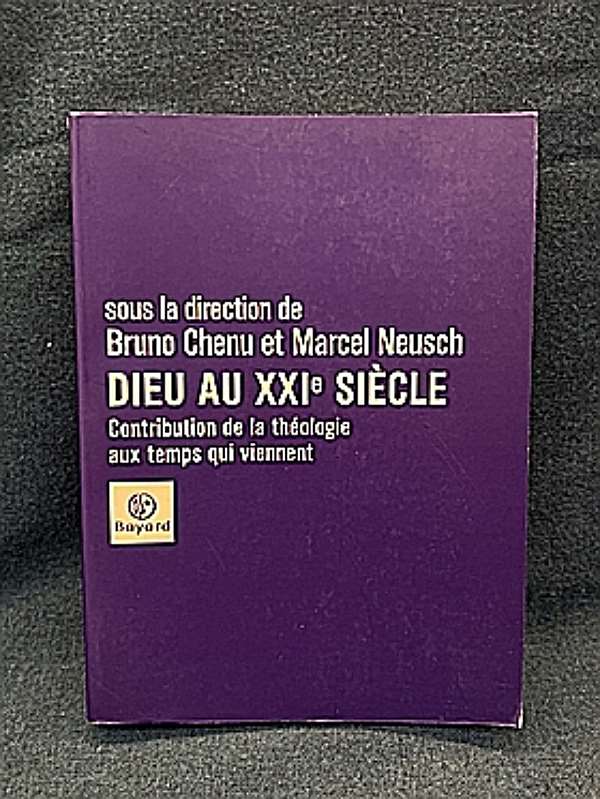 sous la direction de
Bruno Chenu et Marcel Neusch
DIEU AU XXIe SIÈCLE
Contribution de la théologie
aux temps qui viennent
Bayard